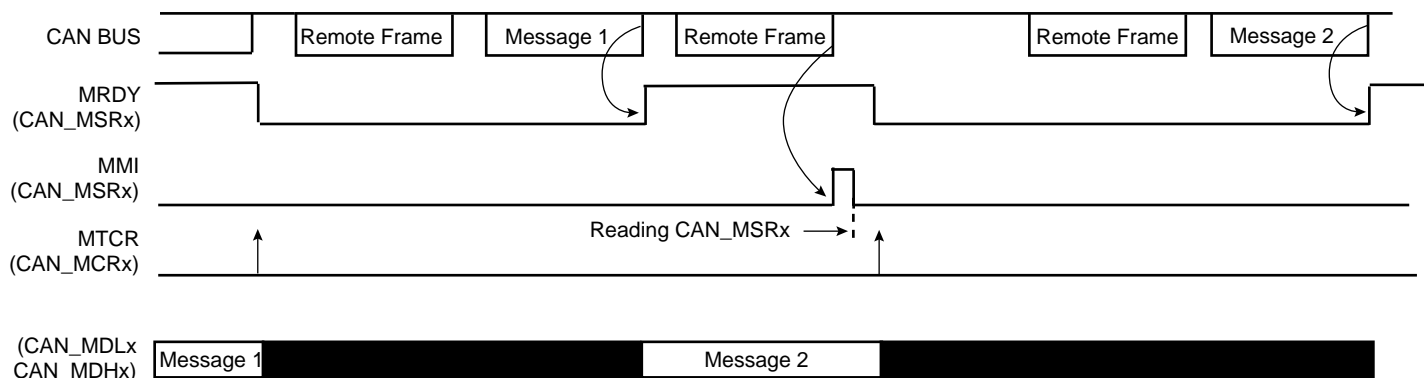 CAN BUS
Remote Frame
Message 1
Remote Frame
Remote Frame
Message 2
MRDY
(CAN_MSRx)
MMI
(CAN_MSRx)
Reading CAN_MSRx
MTCR
(CAN_MCRx)
(CAN_MDLx
CAN_MDHx)
Message 1
Message 2